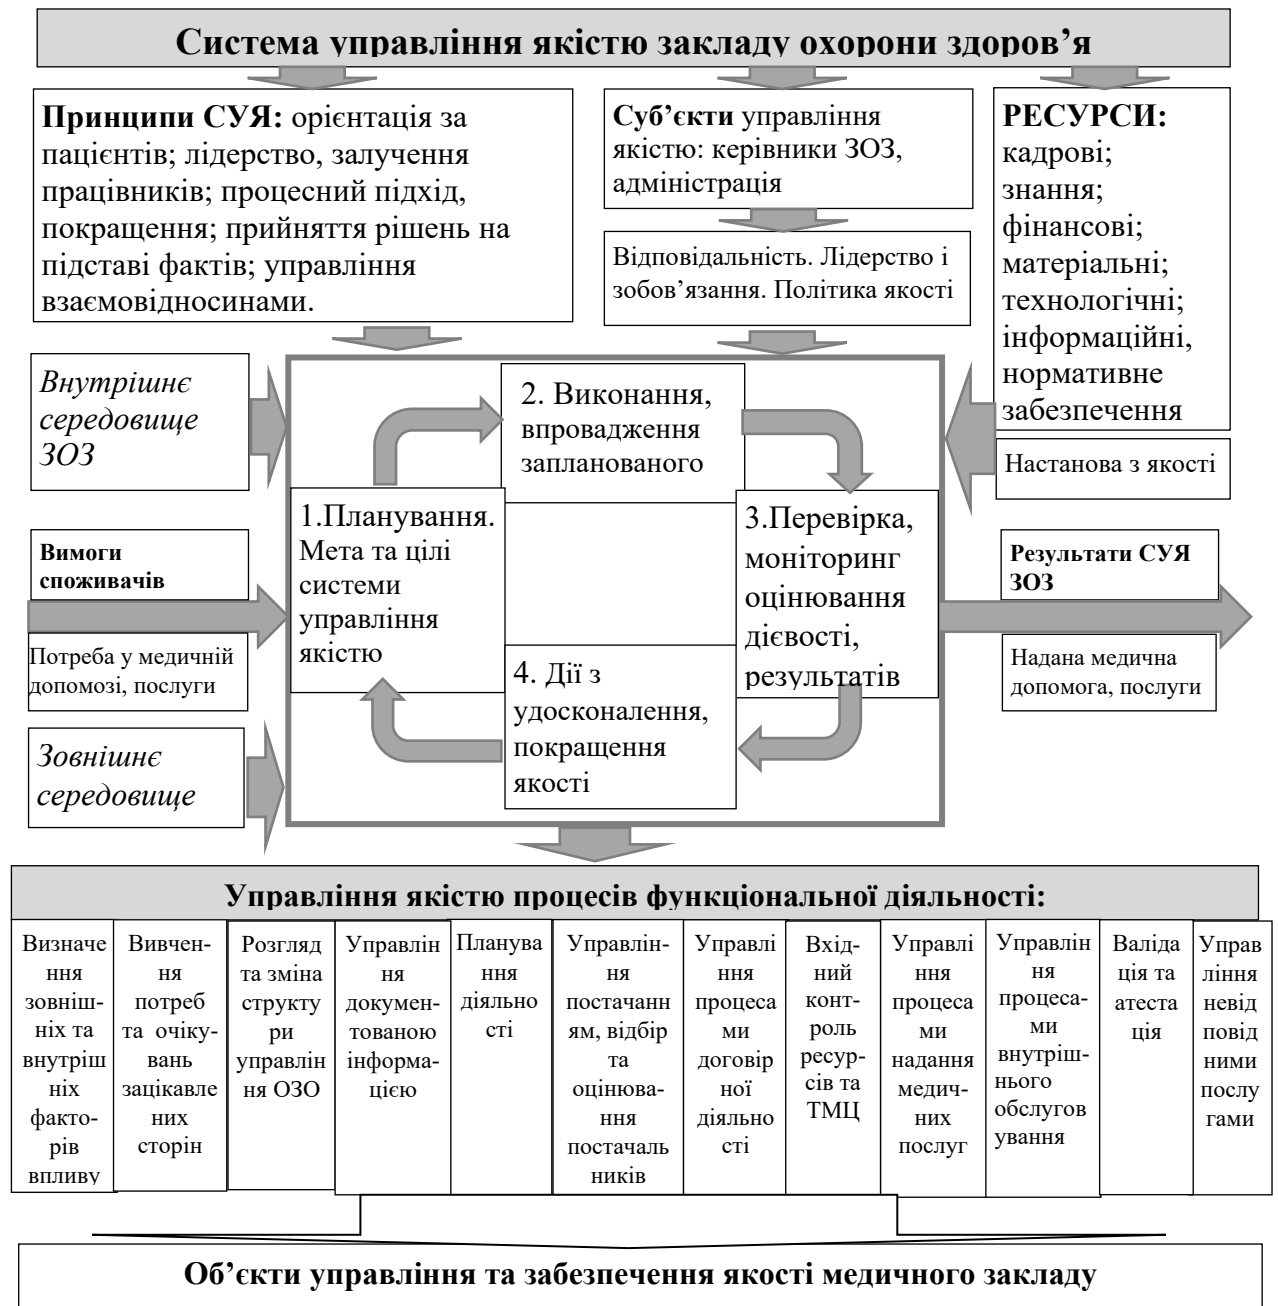 Система управління якістю закладу охорони здоров’я
Принципи СУЯ: орієнтація за
пацієнтів; лідерство, залучення
працівників; процесний підхід,
покращення; прийняття рішень на
підставі фактів; управління
взаємовідносинами.
Суб’єкти управління
якістю: керівники ЗОЗ,
адміністрація
Відповідальність. Лідерство і
зобов’язання. Політика якості
РЕСУРСИ:
кадрові;
знання;
фінансові;
матеріальні;
технологічні;
інформаційні,
нормативне
забезпечення
Настанова з якості
Внутрішнє
середовище
ЗОЗ
Вимоги
споживачів
Потреба у медичній
допомозі, послуги
Зовнішнє
середовище
1.Планування.
Мета та цілі
системи
управління
якістю
2. Виконання,
впровадження
запланованого
3.Перевірка,
моніторинг
оцінювання
дієвості,
результатів
4. Дії з
удосконалення,
покращення
якості
Результати СУЯ
ЗОЗ
Надана медична
допомога, послуги
Управління якістю процесів функціональної діяльності:
Визначе
ння
зовніш-
ніх та
внутріш
ніх
факто-
рів
впливу
Вивчен-
ня
потреб
та очіку-
вань
зацікавле
них
сторін
Розгляд
та зміна
структу
ри
управлін
ня ОЗО
Управлін
ня
докумен-
тованою
інформа-
цією
Планува
ння
діяльно
сті
Управлін-
ня
постачанн
ям, відбір
та
оцінюва-
ння
постачаль
ників
Управлі
ння
процеса
ми
договір
ної
діяльно
сті
Вхід-
ний
конт-
роль
ресур-
сів та
ТМЦ
Управлі
ння
процеса
ми
надання
медич-
них
послуг
Управлін
ня
процеса-
ми
внутріш-
нього
обслугов
ування
Валіда
ція та
атеста
ція
Управ
ління
невід
повід
ними
послу
гами
Об’єкти управління та забезпечення якості медичного закладу